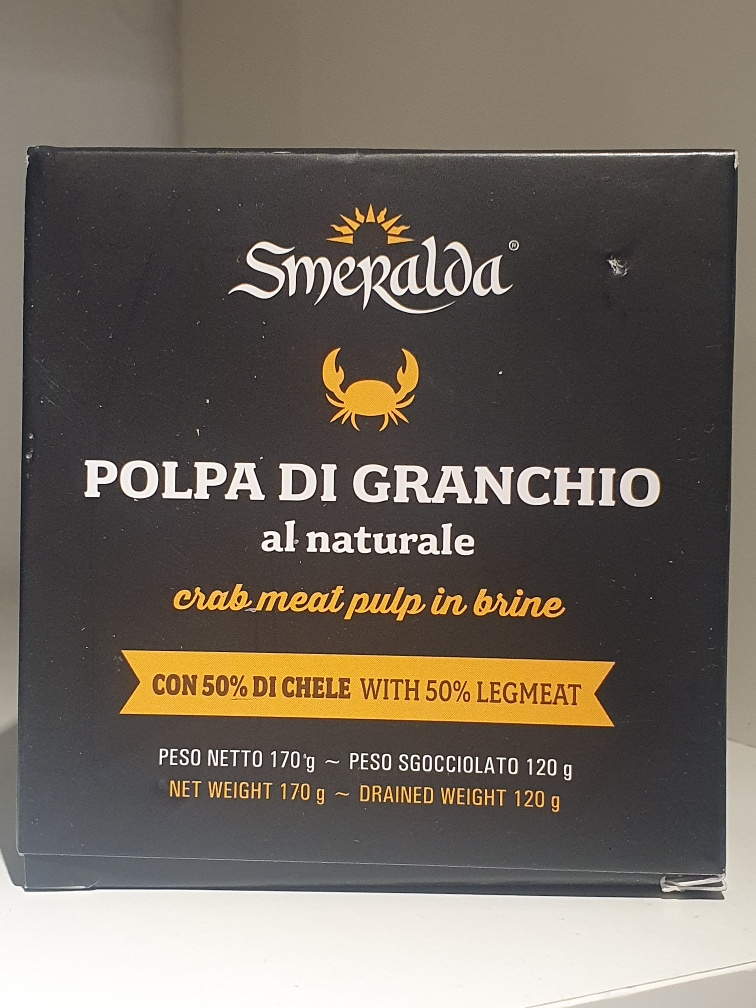 Smeralda®
POLPA DI GRANCHIO
al naturale
crab meat pulp in brine
CON 50% DI CHELE WITH 50% LEGMEAT
PESO NETTO 170 g ~ PESO SGOCCIOLATO 120 g
NET WEIGHT 170 g ~ DRAINED WEIGHT 120 g